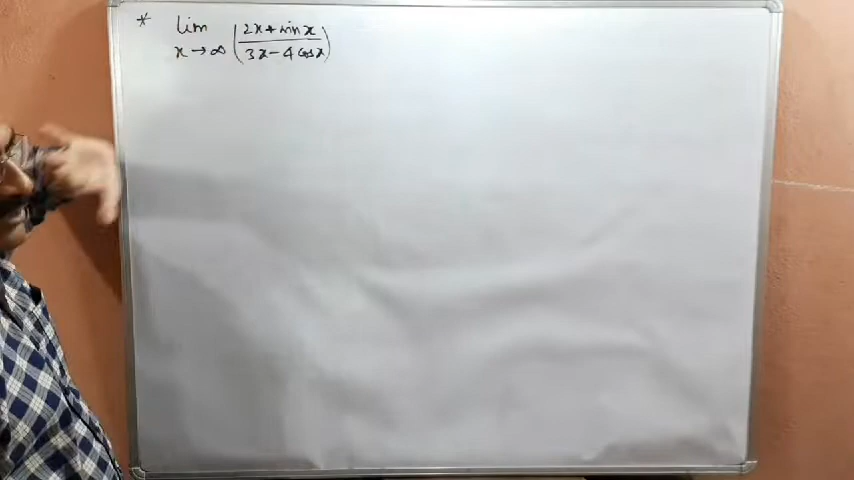 * lim x→∞ ( (2x + sin x) / (3x − 4 cos x) )